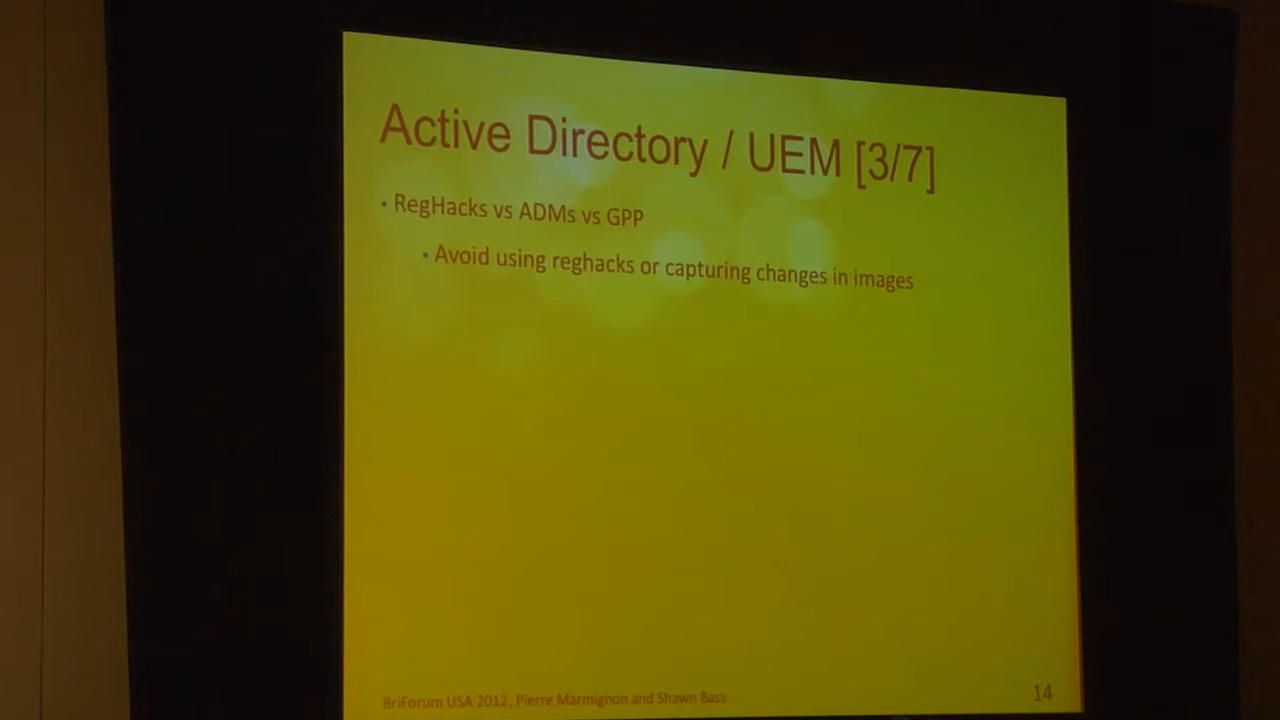 Active Directory / UEM [3/7]
▪ RegHacks vs ADMs vs GPP
▪ Avoid using reghacks or capturing changes in images
BriForum USA 2012, Pierre Marmignon and Shawn Bass
14